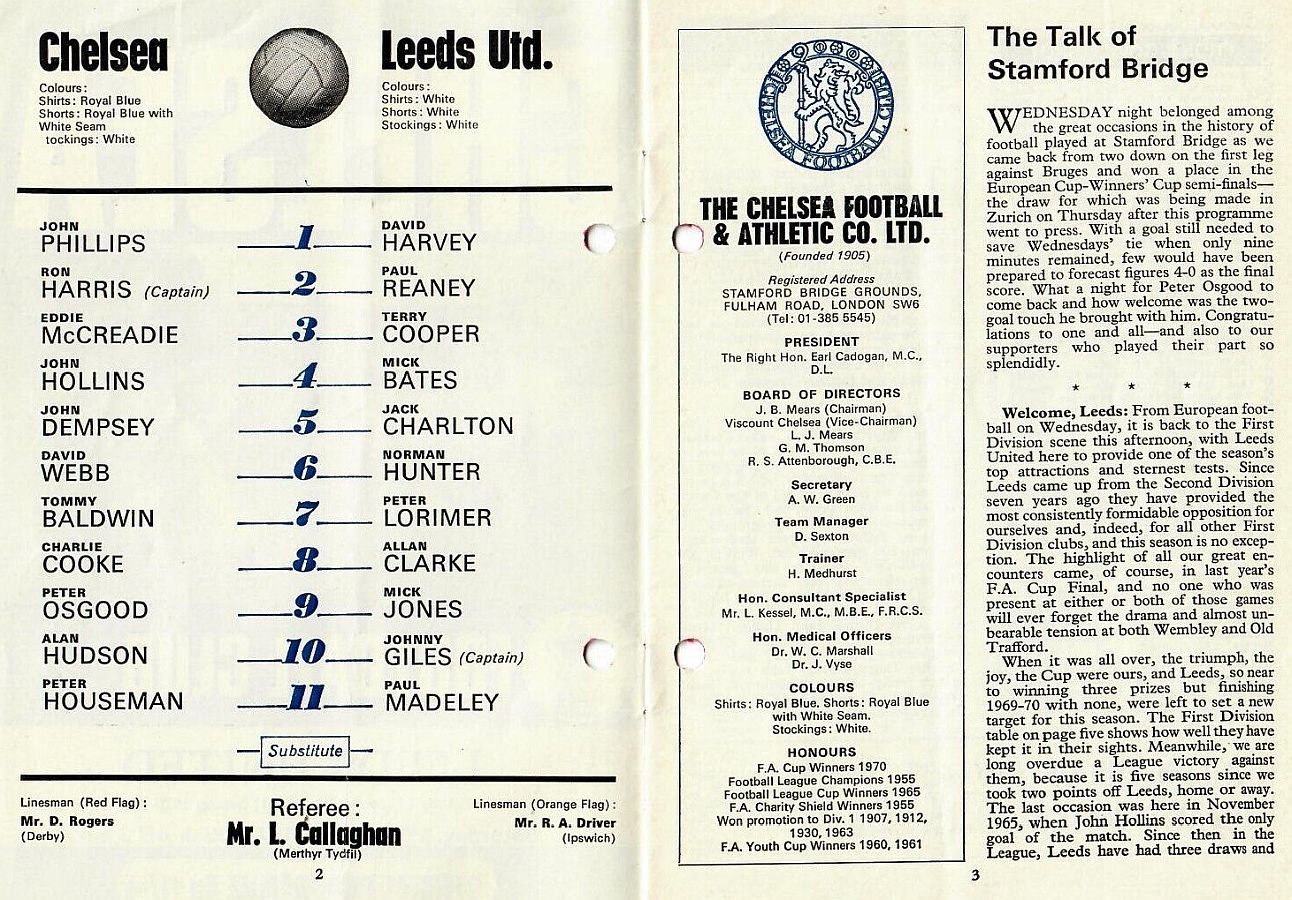 Chelsea
Colours:
Shirts: Royal Blue
Shorts: Royal Blue with
White Seam
tockings: White
Leeds Utd.
Colours:
Shirts: White
Shorts: White
Stockings: White
JOHN
PHILLIPS
1
DAVID
HARVEY
RON
HARRIS (Captain)
2
PAUL
REANEY
EDDIE
McCREADIE
3
TERRY
COOPER
JOHN
HOLLINS
4
MICK
BATES
JOHN
DEMPSEY
5
JACK
CHARLTON
DAVID
WEBB
6
NORMAN
HUNTER
TOMMY
BALDWIN
7
PETER
LORIMER
CHARLIE
COOKE
8
ALLAN
CLARKE
PETER
OSGOOD
9
MICK
JONES
ALAN
HUDSON
10
JOHNNY
GILES (Captain)
PETER
HOUSEMAN
11
PAUL
MADELEY
Substitute
Linesman (Red Flag):
Mr. D. Rogers
(Derby)
Referee:
Mr. L. Callaghan
(Merthyr Tydfil)
Linesman (Orange Flag):
Mr. R. A. Driver
(Ipswich)
2
CHELSEA FOOTBALL CLUB
THE CHELSEA FOOTBALL
& ATHLETIC CO. LTD.
(Founded 1905)
Registered Address
STAMFORD BRIDGE GROUNDS,
FULHAM ROAD, LONDON SW6
(Tel: 01-385 5545)
PRESIDENT
The Right Hon. Earl Cadogan, M.C.,
D.L.
BOARD OF DIRECTORS
J. B. Mears (Chairman)
Viscount Chelsea (Vice-Chairman)
L. J. Mears
G. M. Thomson
R. S. Attenborough, C.B.E.
Secretary
A. W. Green
Team Manager
D. Sexton
Trainer
H. Medhurst
Hon. Consultant Specialist
Mr. L. Kessel, M.C., M.B.E., F.R.C.S.
Hon. Medical Officers
Dr. W. C. Marshall
Dr. J. Vyse
COLOURS
Shirts: Royal Blue. Shorts: Royal Blue
with White Seam.
Stockings: White.
HONOURS
F.A. Cup Winners 1970
Football League Champions 1955
Football League Cup Winners 1965
F.A. Charity Shield Winners 1955
Won promotion to Div. 1 1907, 1912,
1930, 1963
F.A. Youth Cup Winners 1960, 1961
The Talk of
Stamford Bridge
WEDNESDAY night belonged among
the great occasions in the history of
football played at Stamford Bridge as we
came back from two down on the first leg
against Bruges and won a place in the
European Cup-Winners' Cup semi-finals—
the draw for which was being made in
Zurich on Thursday after this programme
went to press. With a goal still needed to
save Wednesdays' tie when only nine
minutes remained, few would have been
prepared to forecast figures 4-0 as the final
score. What a night for Peter Osgood to
come back and how welcome was the two-
goal touch he brought with him. Congratu-
lations to one and all—and also to our
supporters who played their part so
splendidly.
* * *
Welcome, Leeds: From European foot-
ball on Wednesday, it is back to the First
Division scene this afternoon, with Leeds
United here to provide one of the season's
top attractions and sternest tests. Since
Leeds came up from the Second Division
seven years ago they have provided the
most consistently formidable opposition for
ourselves and, indeed, for all other First
Division clubs, and this season is no excep-
tion. The highlight of all our great en-
counters came, of course, in last year's
F.A. Cup Final, and no one who was
present at either or both of those games
will ever forget the drama and almost un-
bearable tension at both Wembley and Old
Trafford.
When it was all over, the triumph, the
joy, the Cup were ours, and Leeds, so near
to winning three prizes but finishing
1969-70 with none, were left to set a new
target for this season. The First Division
table on page five shows how well they have
kept it in their sights. Meanwhile, we are
long overdue a League victory against
them, because it is five seasons since we
took two points off Leeds, home or away.
The last occasion was here in November
1965, when John Hollins scored the only
goal of the match. Since then in the
League, Leeds have had three draws and
3